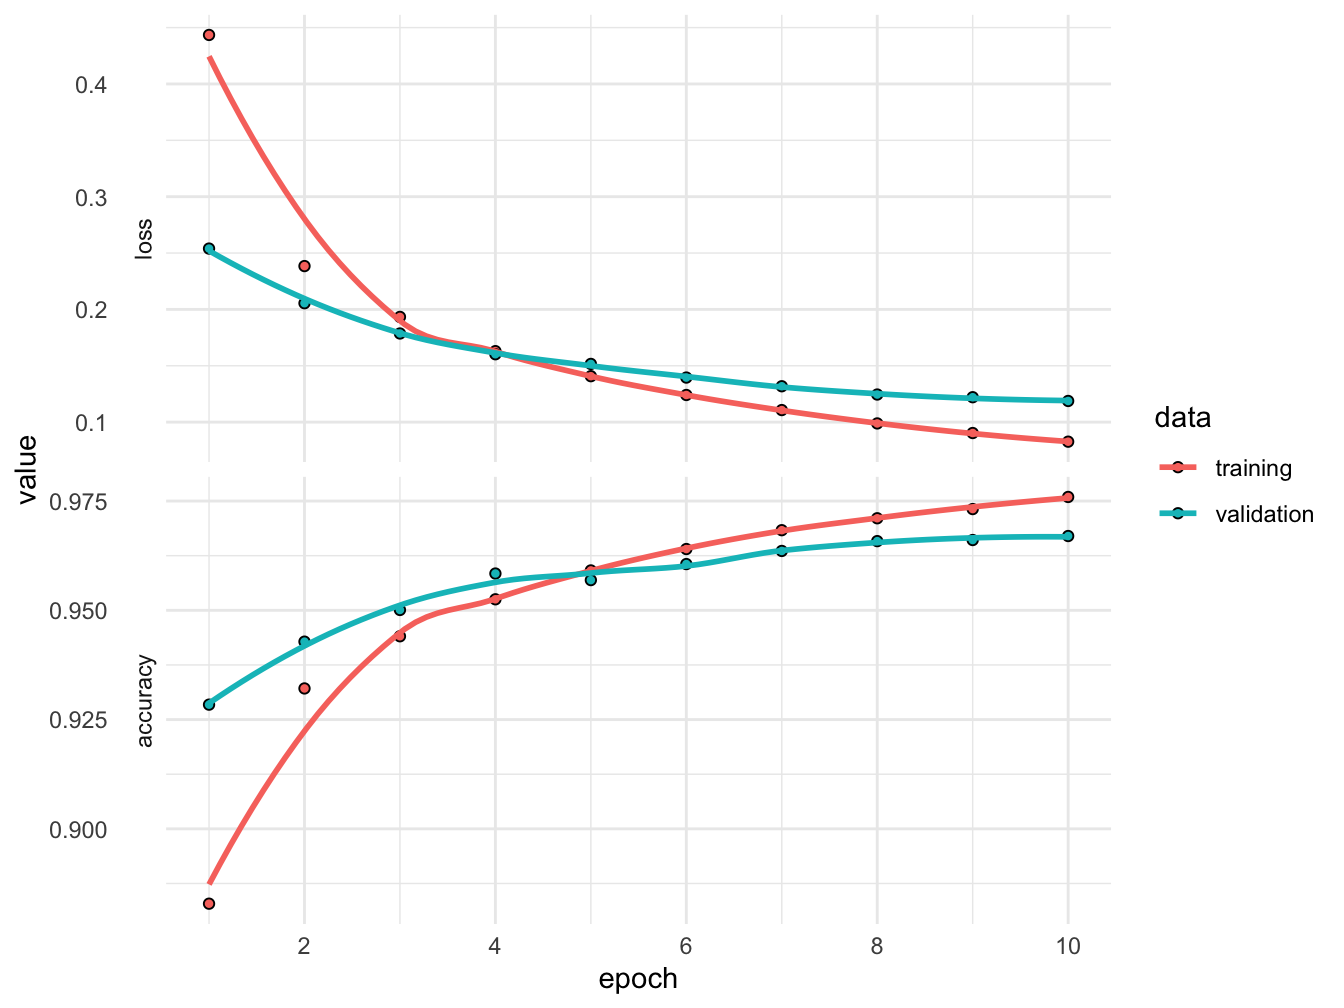 0.4
0.3
0.2
0.1
loss
0.975
0.950
0.925
0.900
accuracy
value
2 4 6 8 10
epoch
data
training
validation